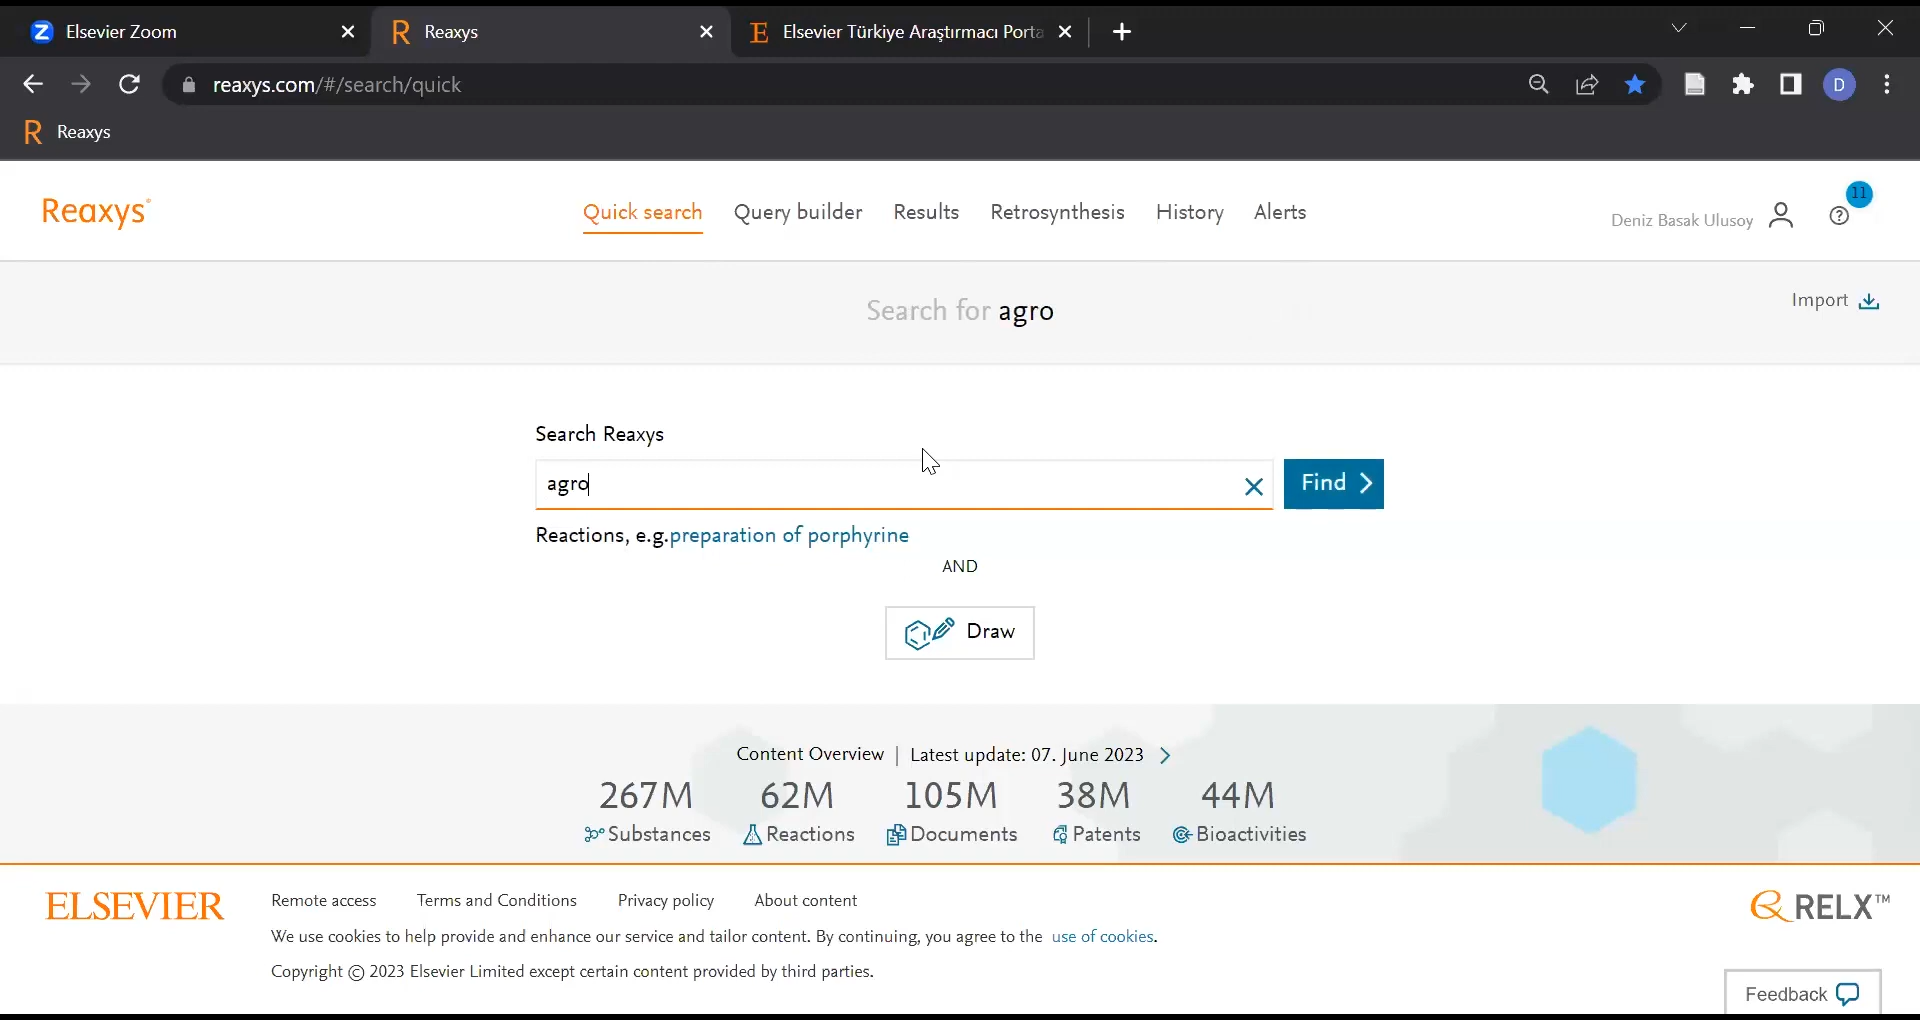 Elsevier Zoom
Reaxys
Elsevier Türkiye Araştırmacı Porta
reaxys.com/#/search/quick
D
Reaxys
Reaxys
Quick search
Query builder
Results
Retrosynthesis
History
Alerts
Deniz Basak Ulusoy
11
Search for agro
Import
Search Reaxys
agro
Find
Reactions, e.g.preparation of porphyrine
AND
Draw
Content Overview | Latest update: 07. June 2023
267M 62M 105M 38M 44M
Substances Reactions Documents Patents Bioactivities
ELSEVIER
Remote access Terms and Conditions Privacy policy About content
We use cookies to help provide and enhance our service and tailor content. By continuing, you agree to the use of cookies.
Copyright © 2023 Elsevier Limited except certain content provided by third parties.
RELX™
Feedback